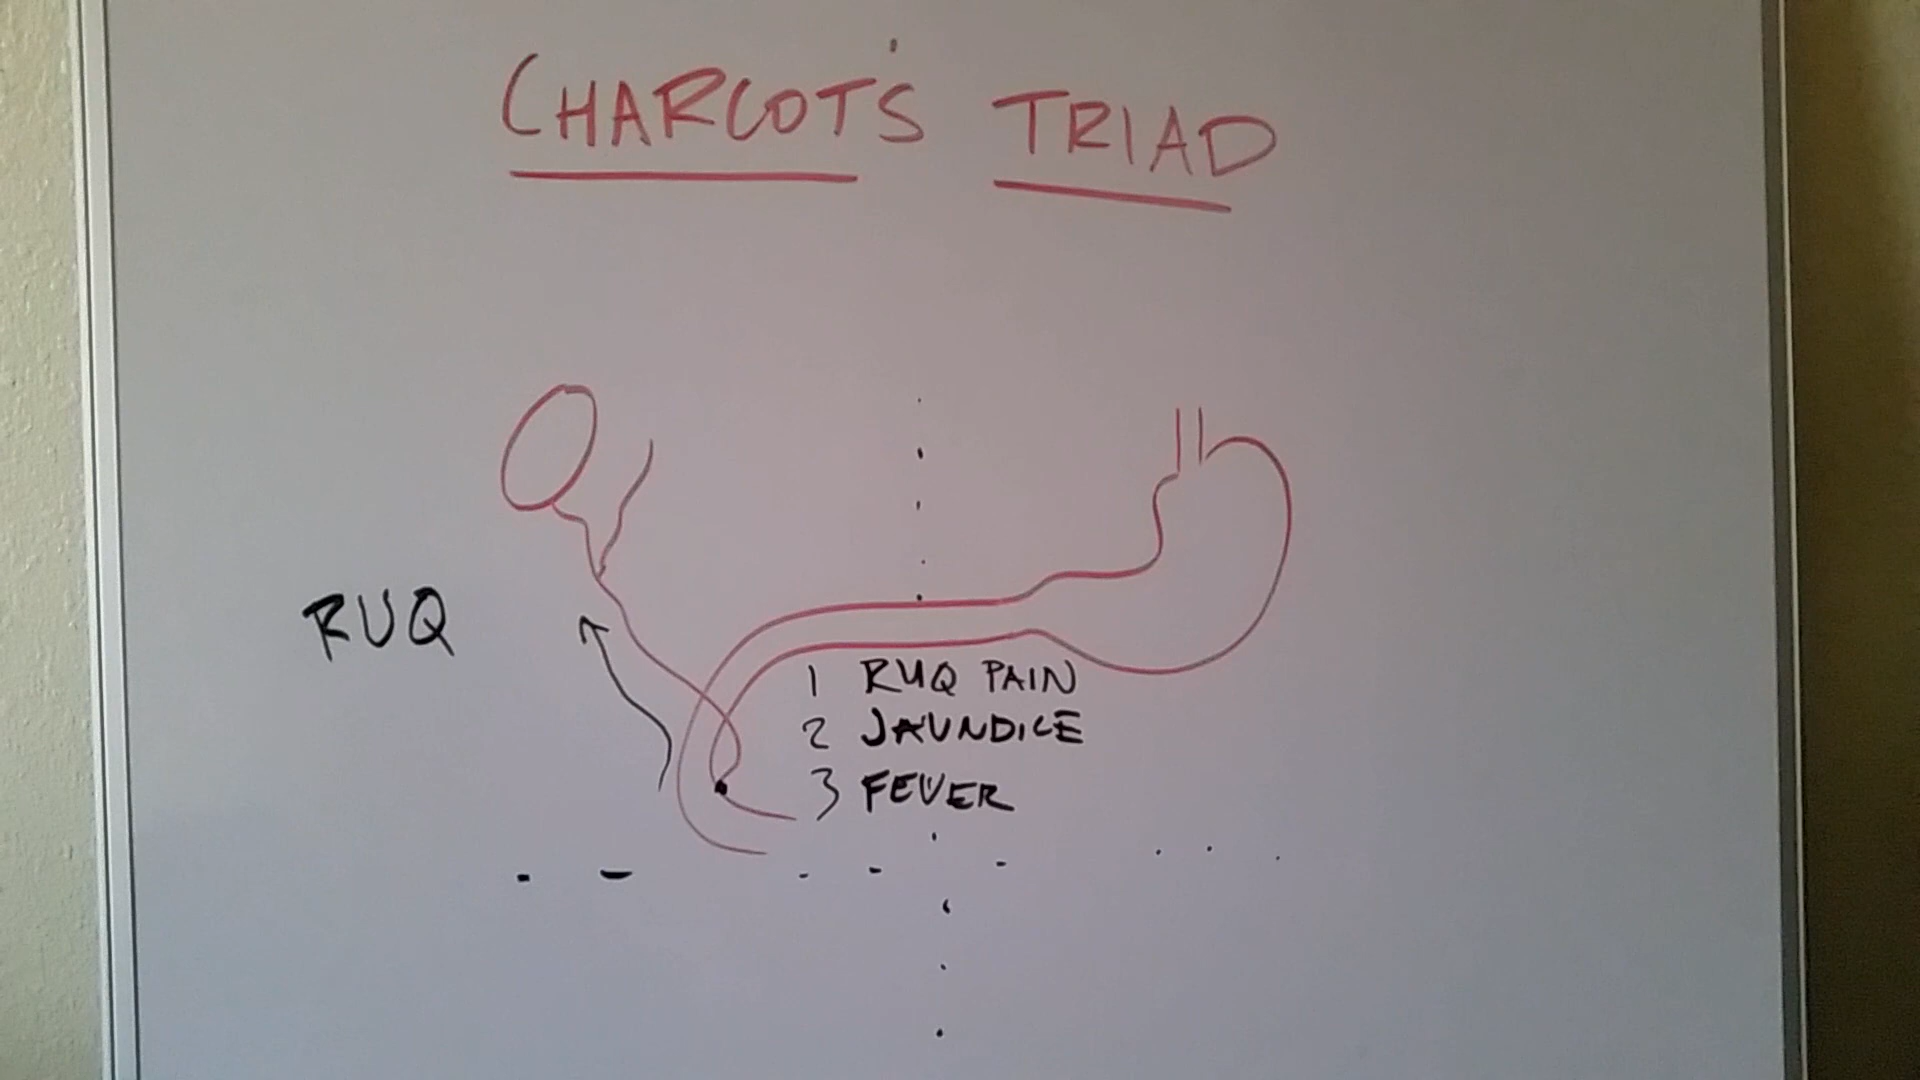 CHARCOT'S TRIAD
RUQ
1 RUQ PAIN
2 JAUNDICE
3 FEVER